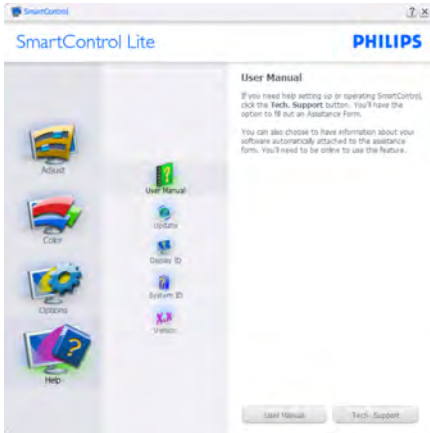 SmartControl
? x
SmartControl Lite
PHILIPS
User Manual
If you need help setting up or operating SmartControl,
click the Tech. Support button. You'll have the
option to fill out an Assistance Form.
You can also choose to have information about your
software automatically attached to the assistance
form. You'll need to be online to use this feature.
Adjust
Color
Options
Help
User Manual
Update
Display ID
System ID
X.X
Version
User Manual
Tech. Support